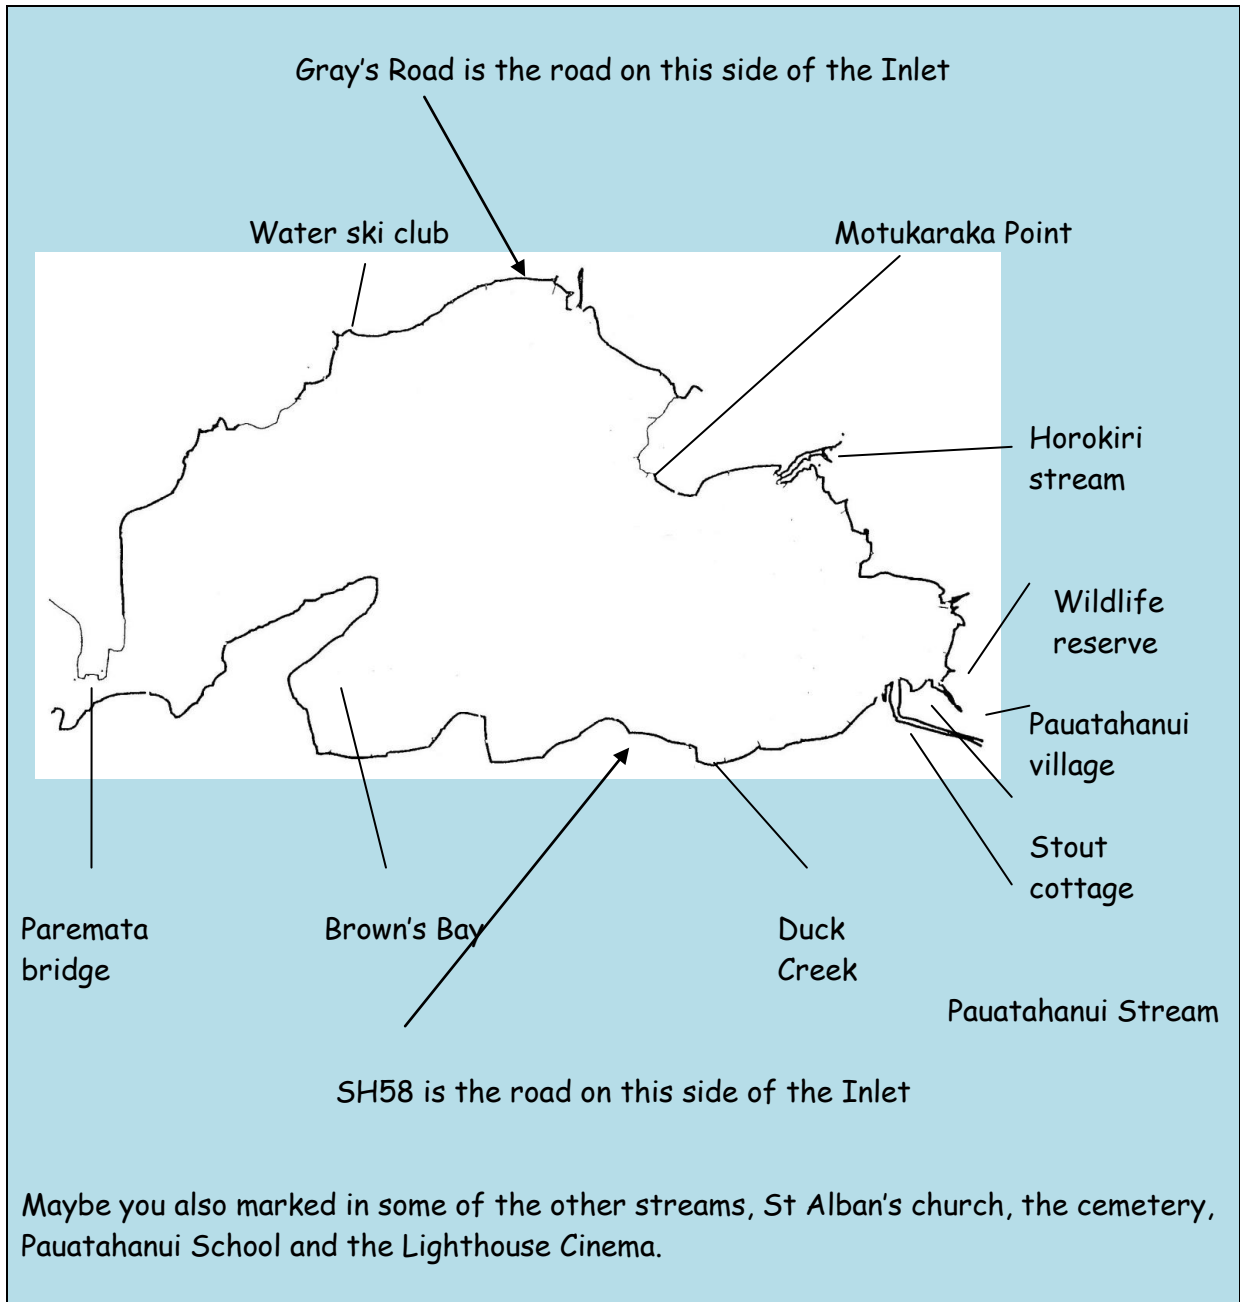 Gray's Road is the road on this side of the Inlet
Water ski club
Motukaraka Point
Horokiri
stream
Wildlife
reserve
Pauatahanui
village
Stout
cottage
Paremata
bridge
Brown's Bay
Duck
Creek
Pauatahanui Stream
SH58 is the road on this side of the Inlet
Maybe you also marked in some of the other streams, St Alban's church, the cemetery,
Pauatahanui School and the Lighthouse Cinema.